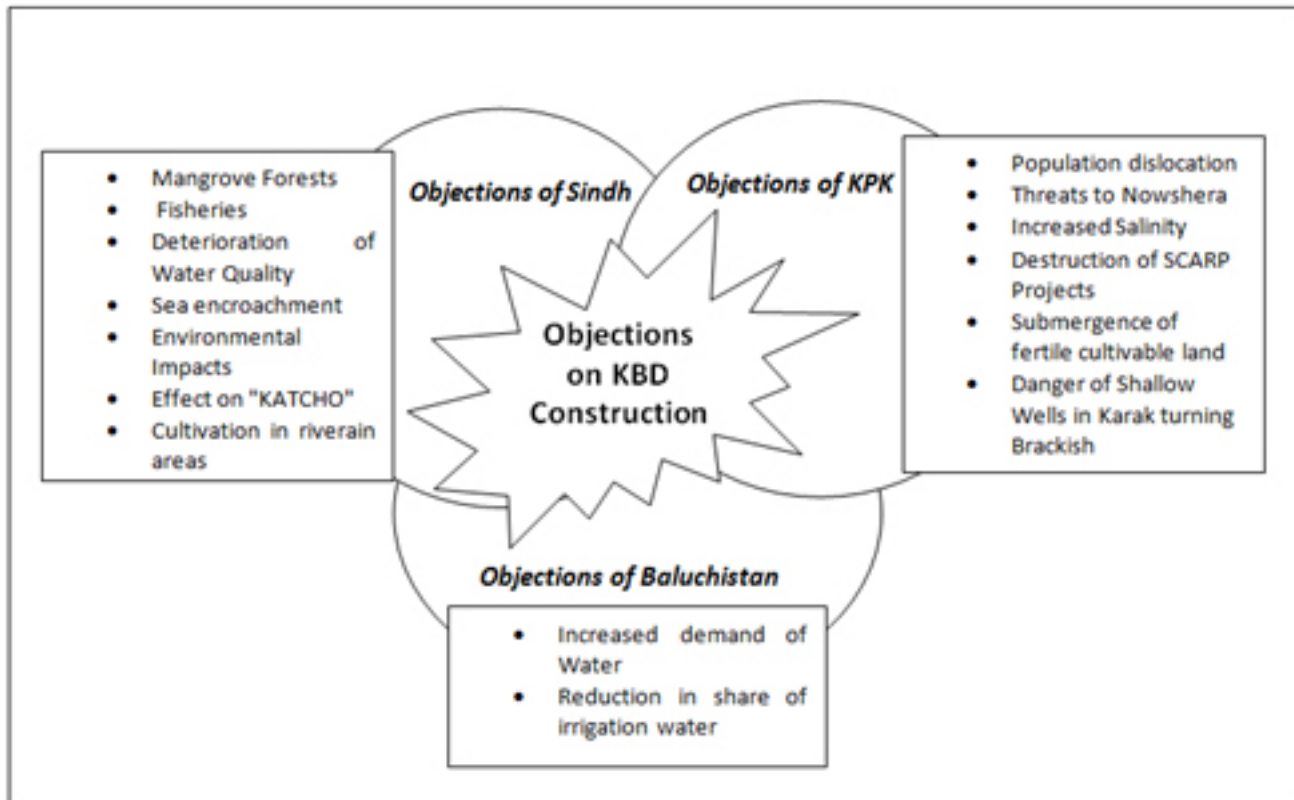 Objections of Sindh
• Mangrove Forests
• Fisheries
• Deterioration of
Water Quality
• Sea encroachment
• Environmental
Impacts
• Effect on "KATCHO"
• Cultivation in riverain
areas
Objections of KPK
• Population dislocation
• Threats to Nowshera
• Increased Salinity
• Destruction of SCARP
Projects
• Submergence of
fertile cultivable land
• Danger of Shallow
Wells in Karak turning
Brackish
Objections
on KBD
Construction
Objections of Baluchistan
• Increased demand of
Water
• Reduction in share of
irrigation water